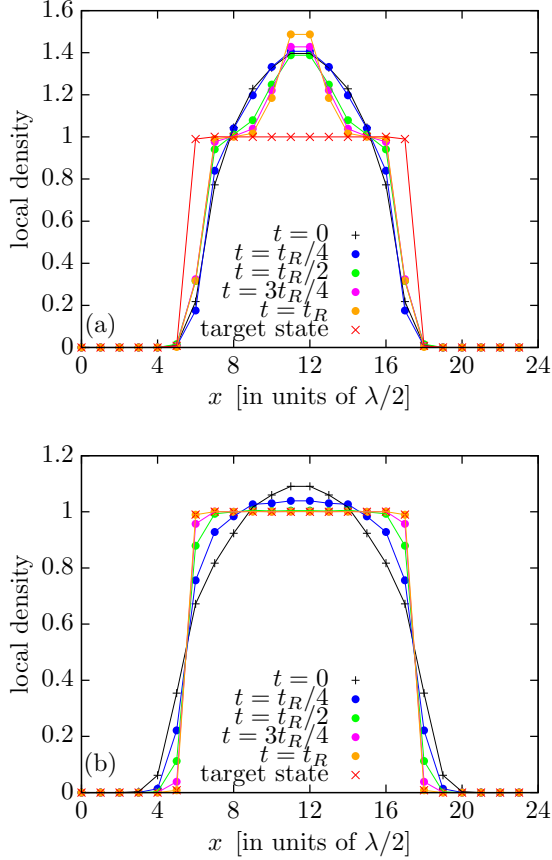 1.6
1.4
1.2
1
0.8
0.6
0.4
0.2
0
local density
t = 0
t = t_R/4
t = t_R/2
t = 3t_R/4
t = t_R
target state
(a)
0 4 8 12 16 20 24
x [in units of λ/2]
1.2
1
0.8
0.6
0.4
0.2
0
local density
t = 0
t = t_R/4
t = t_R/2
t = 3t_R/4
t = t_R
target state
(b)
0 4 8 12 16 20 24
x [in units of λ/2]